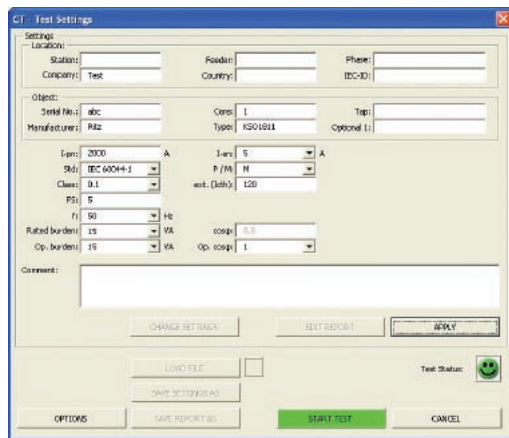 CT - Test Settings
Settings
Location:
Station: Feeder: Phase:
Company: Test Country: IEC-ID:
Object:
Serial No.: abc Core: 1 Tap:
Manufacturer: Ritz Type: KSO1811 Optional 1:
I-pn: 2000 A I-sn: 5 A
Std: IEC 60044-1 P / M: M
Class: 0.1 ext. (Ith): 120
FS: 5
f: 50 Hz
Rated burden: 15 VA cosφ: 0.8
Op. burden: 15 VA Op. cosφ: 1
Comment:
CHANGE SETTINGS EDIT REPORT APPLY
LOAD FILE Test Status:
SAVE SETTINGS AS
OPTIONS SAVE REPORT AS START TEST CANCEL